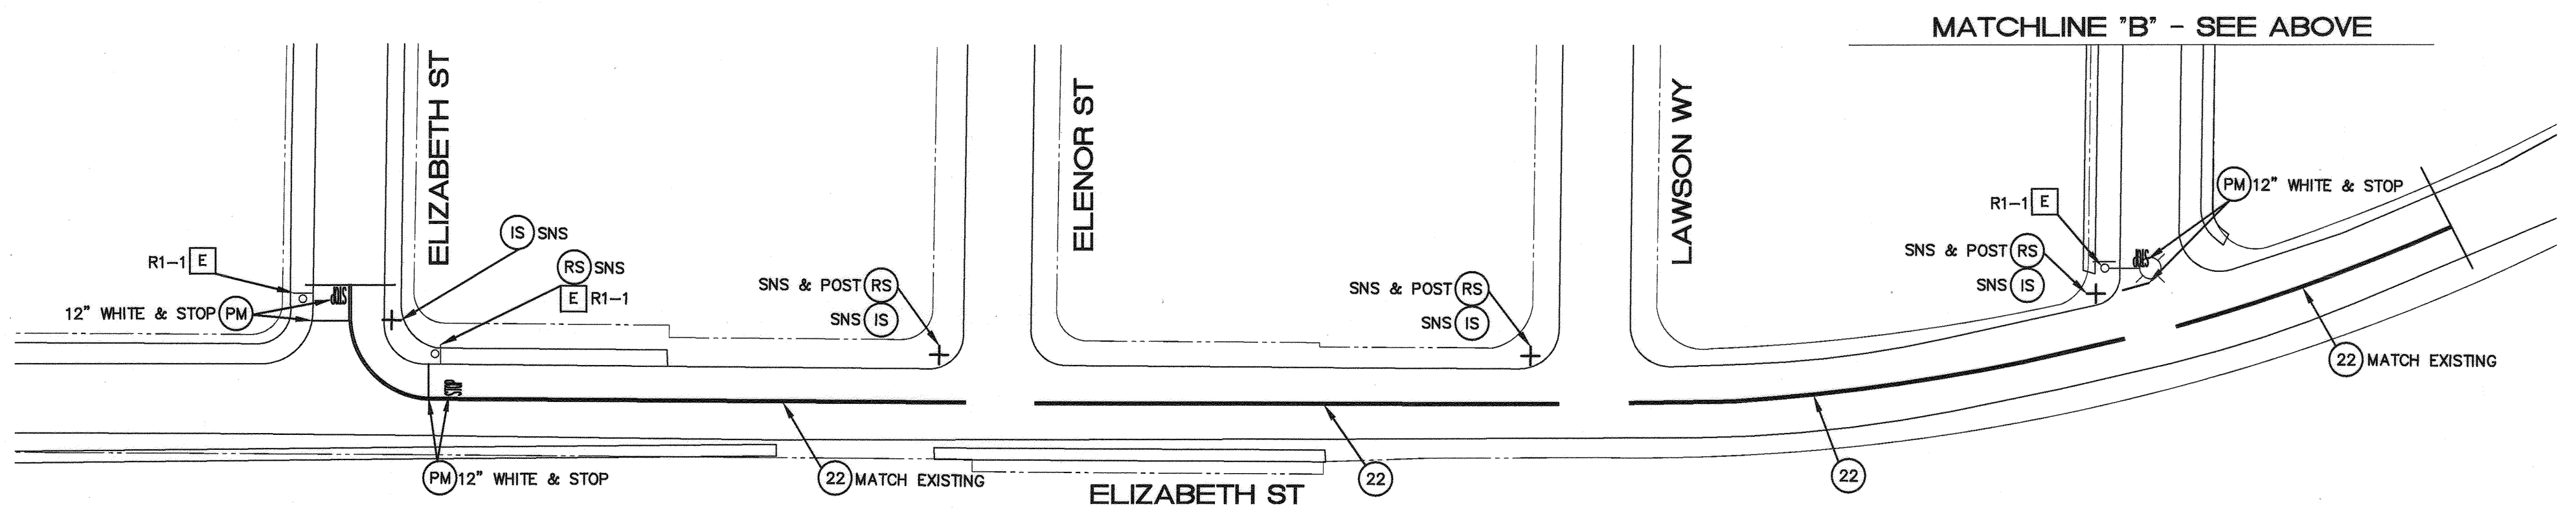 MATCHLINE "B" - SEE ABOVE
ELIZABETH ST
ELENOR ST
LAWSON WY
R1-1 E
12" WHITE & STOP PM
STOP
IS SNS
RS SNS
E R1-1
STOP
PM 12" WHITE & STOP
SNS & POST RS
SNS IS
22 MATCH EXISTING
SNS & POST RS
SNS IS
22
ELIZABETH ST
R1-1 E
SNS & POST RS
SNS IS
STOP
PM 12" WHITE & STOP
22
22 MATCH EXISTING